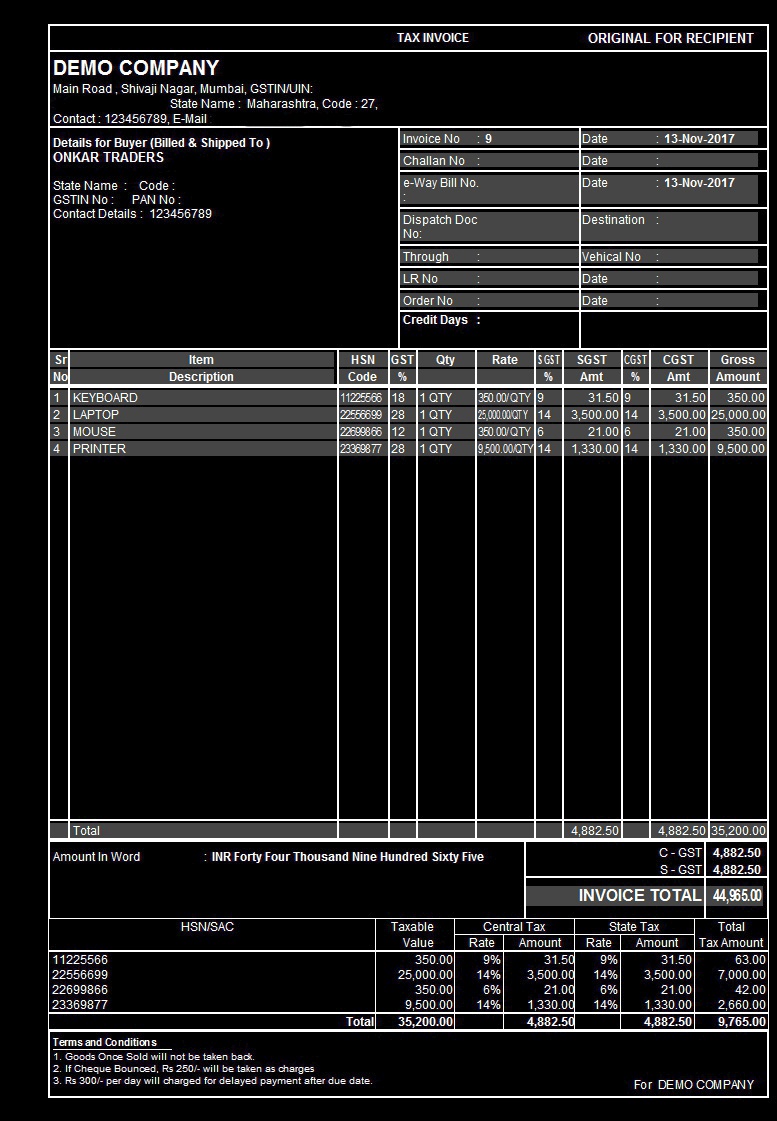 TAX INVOICE ORIGINAL FOR RECIPIENT
DEMO COMPANY
Main Road , Shivaji Nagar, Mumbai, GSTIN/UIN:
State Name : Maharashtra, Code : 27,
Contact : 123456789, E-Mail
Details for Buyer (Billed & Shipped To )
ONKAR TRADERS
State Name : Code :
GSTIN No : PAN No :
Contact Details : 123456789
Invoice No : 9 Date : 13-Nov-2017
Challan No : Date :
e-Way Bill No. : Date : 13-Nov-2017
Dispatch Doc No: Destination :
Through : Vehical No :
LR No : Date :
Order No : Date :
Credit Days :
Sr Item HSN GST Qty Rate SGST SGST CGST CGST Gross
No Description Code % % Amt % Amt Amount
1 KEYBOARD 11225566 18 1 QTY 350.00/QTY 9 31.50 9 31.50 350.00
2 LAPTOP 22556699 28 1 QTY 25,000.00/QTY 14 3,500.00 14 3,500.00 25,000.00
3 MOUSE 22699866 12 1 QTY 350.00/QTY 6 21.00 6 21.00 350.00
4 PRINTER 23369877 28 1 QTY 9,500.00/QTY 14 1,330.00 14 1,330.00 9,500.00
Total 4,882.50 4,882.50 35,200.00
Amount In Word : INR Forty Four Thousand Nine Hundred Sixty Five
C - GST 4,882.50
S - GST 4,882.50
INVOICE TOTAL 44,965.00
HSN/SAC Taxable Central Tax State Tax Total
Value Rate Amount Rate Amount Tax Amount
11225566 350.00 9% 31.50 9% 31.50 63.00
22556699 25,000.00 14% 3,500.00 14% 3,500.00 7,000.00
22699866 350.00 6% 21.00 6% 21.00 42.00
23369877 9,500.00 14% 1,330.00 14% 1,330.00 2,660.00
Total 35,200.00 4,882.50 4,882.50 9,765.00
Terms and Conditions
1. Goods Once Sold will not be taken back.
2. If Cheque Bounced, Rs 250/- will be taken as charges
3. Rs 300/- per day will charged for delayed payment after due date.
For DEMO COMPANY